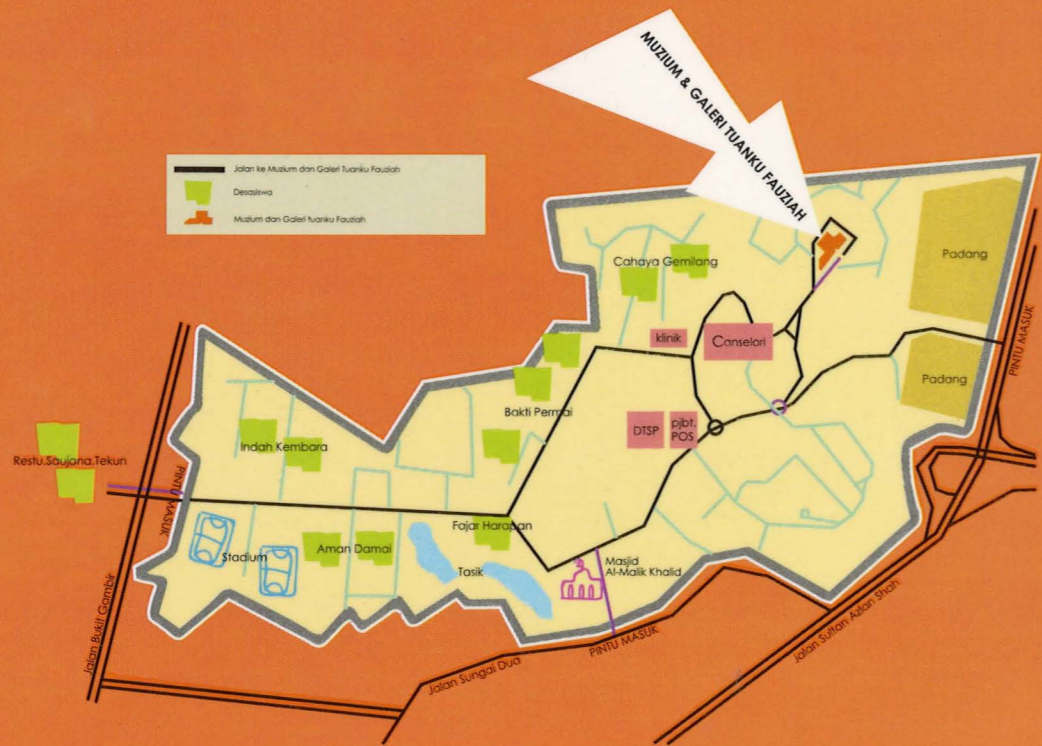 MUZIUM & GALERI TUANKU FAUZIAH
Jalan ke Muzium dan Galeri Tuanku Fauziah
Desasiswa
Muzium dan Galeri tuanku Fauziah
Cahaya Gemilang
Padang
PINTU MASUK
klinik
Canselori
Padang
Bakti Permai
DTSP
pjbt.
POS
Indah Kembara
Restu.Saujana.Tekun
PINTU MASUK
Fajar Harapan
Stadium
Aman Damai
Tasik
Masjid
Al-Malik Khalid
Jalan Bukit Gambir
PINTU MASUK
Jalan Sungai Dua
Jalan Sultan Azlan Shah